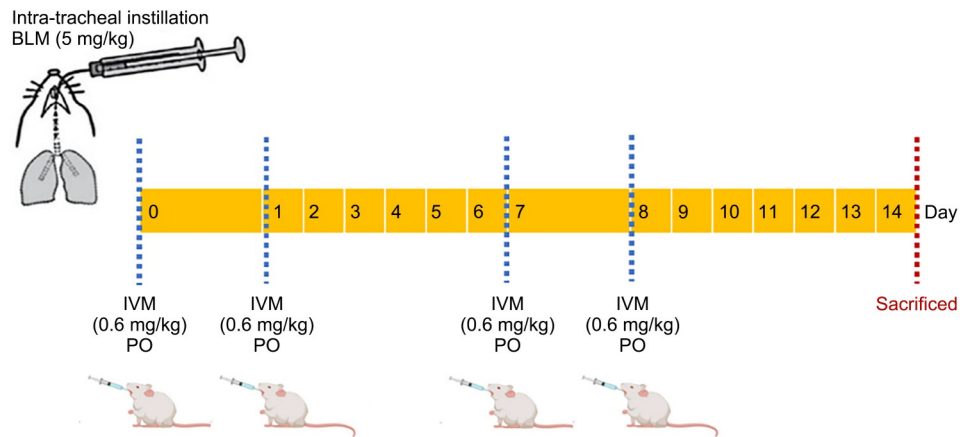 Intra-tracheal instillation
BLM (5 mg/kg)
0 1 2 3 4 5 6 7 8 9 10 11 12 13 14 Day
IVM IVM IVM IVM Sacrificed
(0.6 mg/kg) (0.6 mg/kg) (0.6 mg/kg) (0.6 mg/kg)
PO PO PO PO